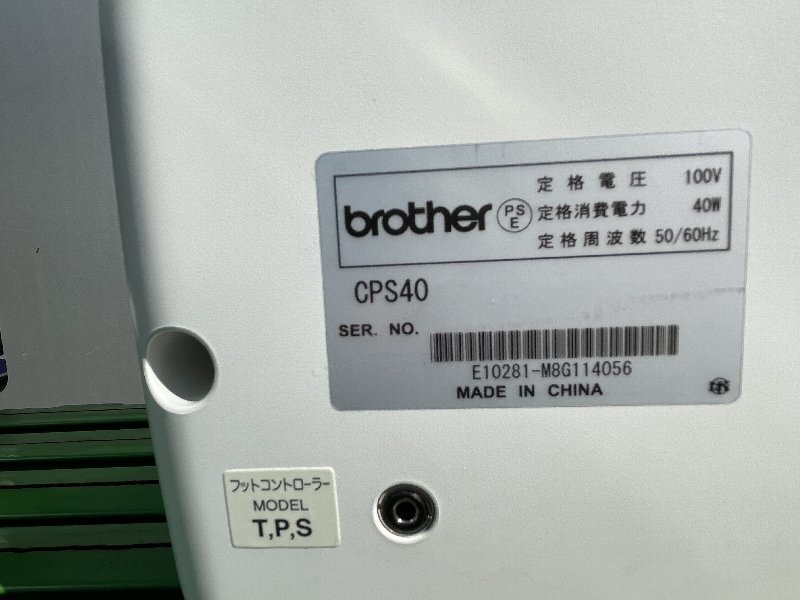 brother
PS
E
定格電圧 100V
定格消費電力 40W
定格周波数 50/60Hz
CPS40
SER. NO.
E10281-M8G114056
MADE IN CHINA
フットコントローラー
MODEL
T,P,S